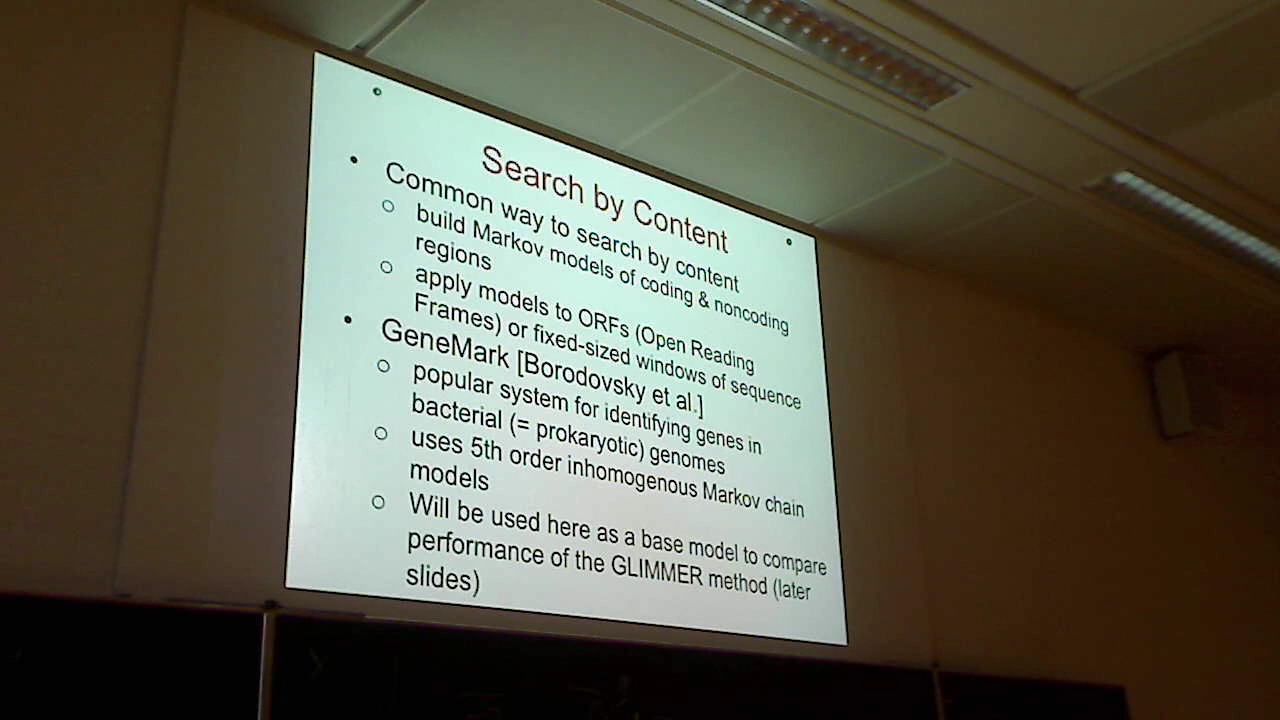 Search by Content
• Common way to search by content
○ build Markov models of coding & noncoding
regions
○ apply models to ORFs (Open Reading
Frames) or fixed-sized windows of sequence
• GeneMark [Borodovsky et al.]
○ popular system for identifying genes in
bacterial (= prokaryotic) genomes
○ uses 5th order inhomogenous Markov chain
models
○ Will be used here as a base model to compare
performance of the GLIMMER method (later
slides)